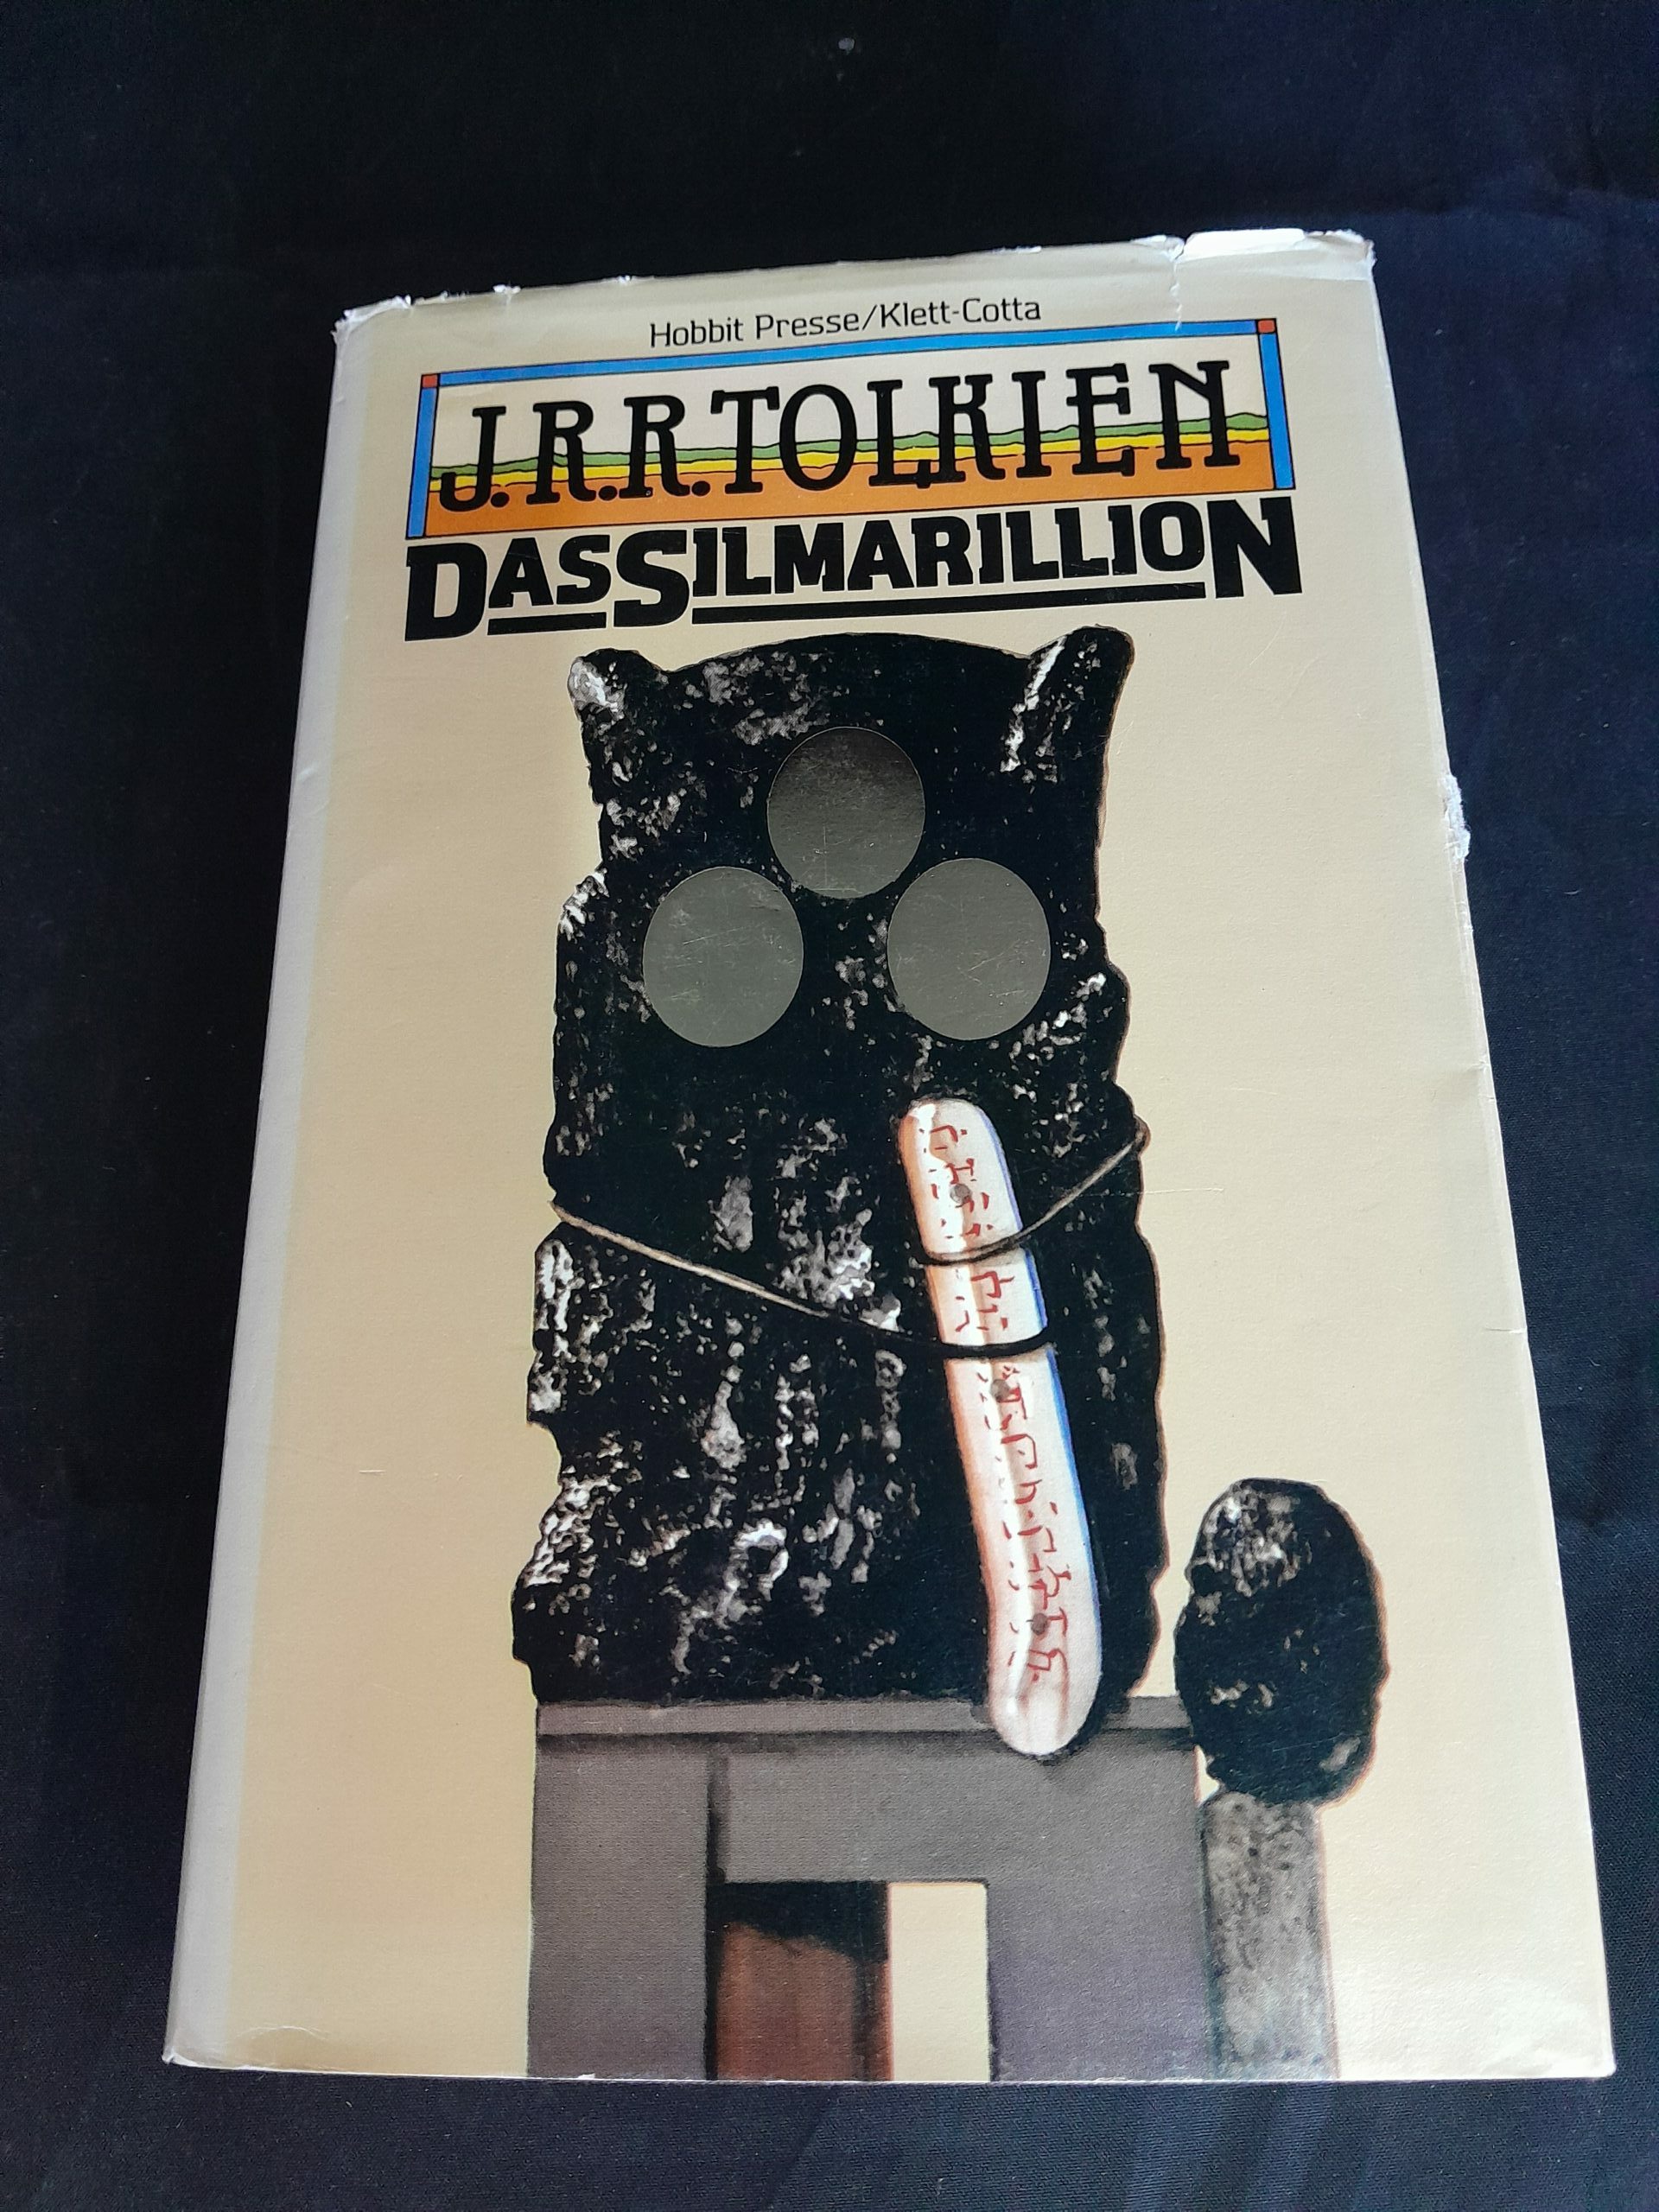 Hobbit Presse/Klett-Cotta
J.R.R.TOLKIEN
DAS SILMARILLION